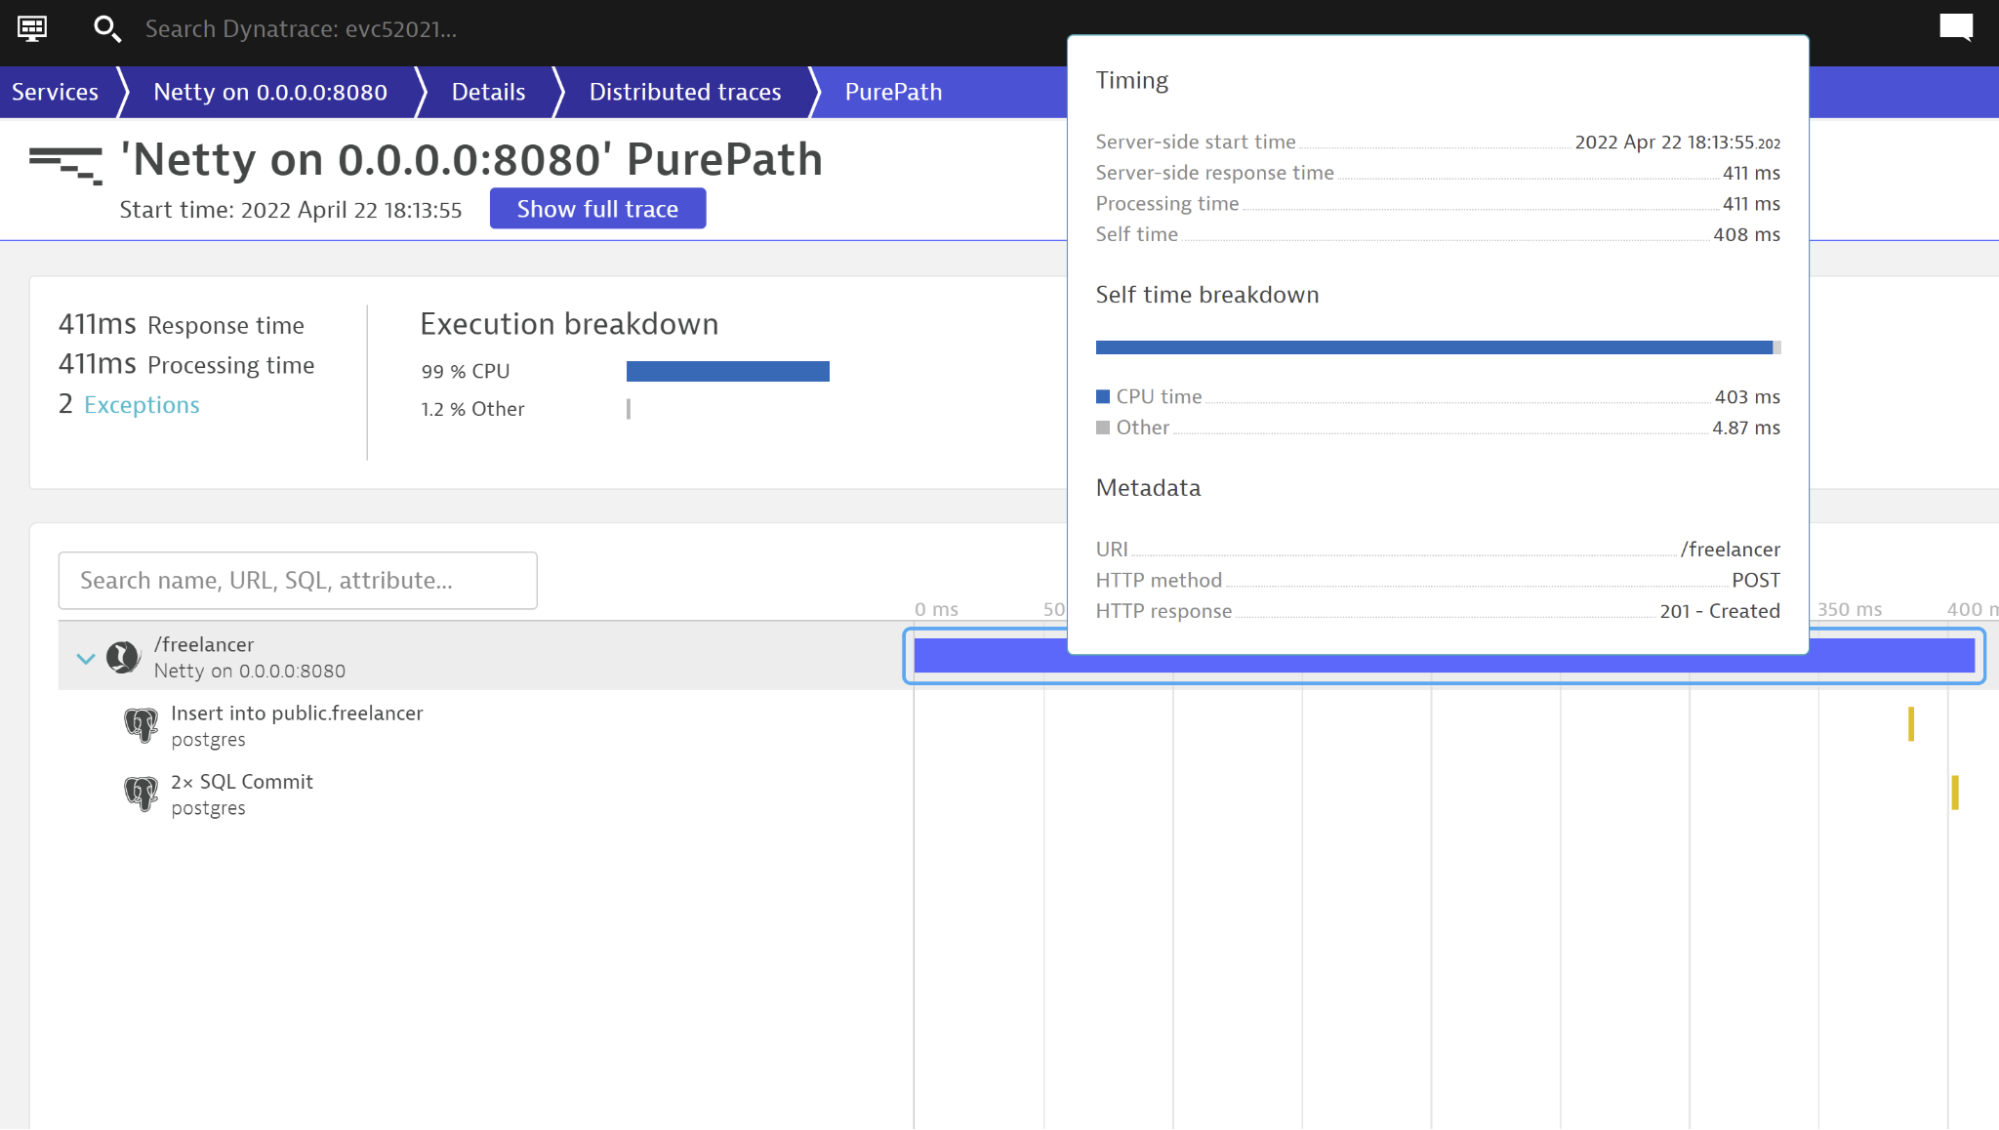 Search Dynatrace: evc52021...
Services
Netty on 0.0.0.0:8080
Details
Distributed traces
PurePath
'Netty on 0.0.0.0:8080' PurePath
Start time: 2022 April 22 18:13:55
Show full trace
411ms Response time
411ms Processing time
2 Exceptions
Execution breakdown
99 % CPU
1.2 % Other
Timing
Server-side start time 2022 Apr 22 18:13:55.202
Server-side response time 411 ms
Processing time 411 ms
Self time 408 ms
Self time breakdown
CPU time 403 ms
Other 4.87 ms
Metadata
URI /freelancer
HTTP method POST
HTTP response 201 - Created
Search name, URL, SQL, attribute...
0 ms 50 350 ms 400 m
/freelancer
Netty on 0.0.0.0:8080
Insert into public.freelancer
postgres
2× SQL Commit
postgres